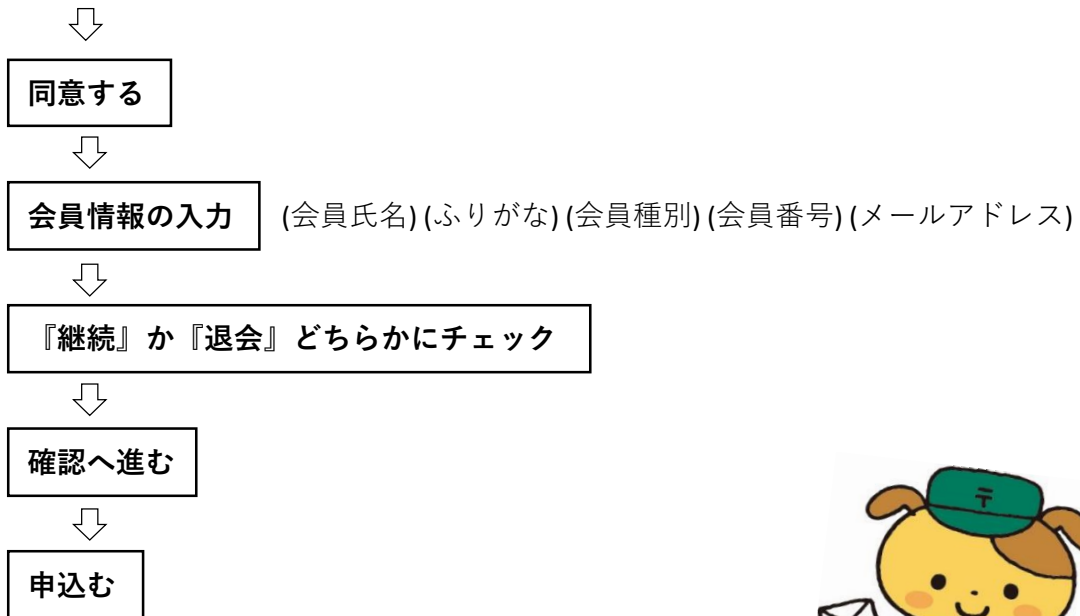 同意する
会員情報の入力 (会員氏名) (ふりがな) (会員種別) (会員番号) (メールアドレス)
『継続』か『退会』どちらかにチェック
確認へ進む
〒
申込む